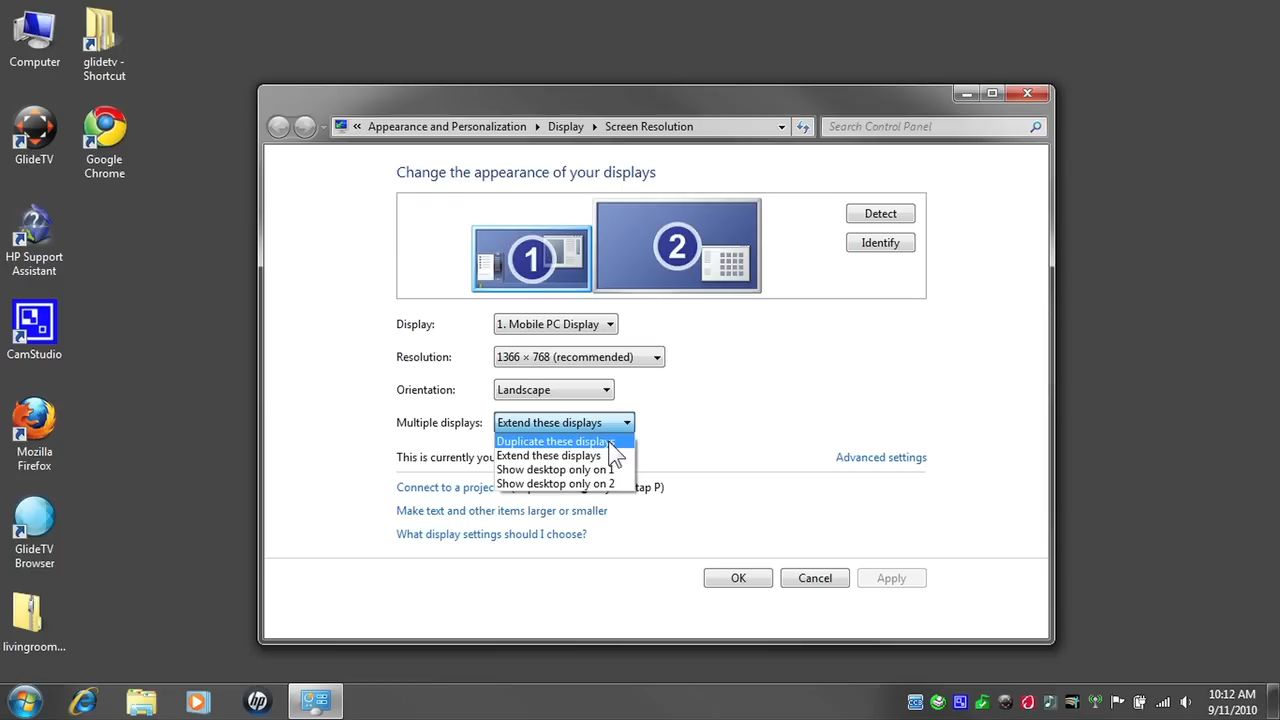 Computer
glidetv -
Shortcut
GlideTV
Google
Chrome
HP Support
Assistant
CamStudio
Mozilla
Firefox
GlideTV
Browser
livingroom...
« Appearance and Personalization Display Screen Resolution
Search Control Panel
Change the appearance of your displays
1
2
Detect
Identify
Display: 1. Mobile PC Display
Resolution: 1366 × 768 (recommended)
Orientation: Landscape
Multiple displays: Extend these displays
Duplicate these displays
Extend these displays
Show desktop only on 1
Show desktop only on 2
This is currently you
Advanced settings
Connect to a projec
tap P)
Make text and other items larger or smaller
What display settings should I choose?
OK
Cancel
Apply
hp
10:12 AM
9/11/2010